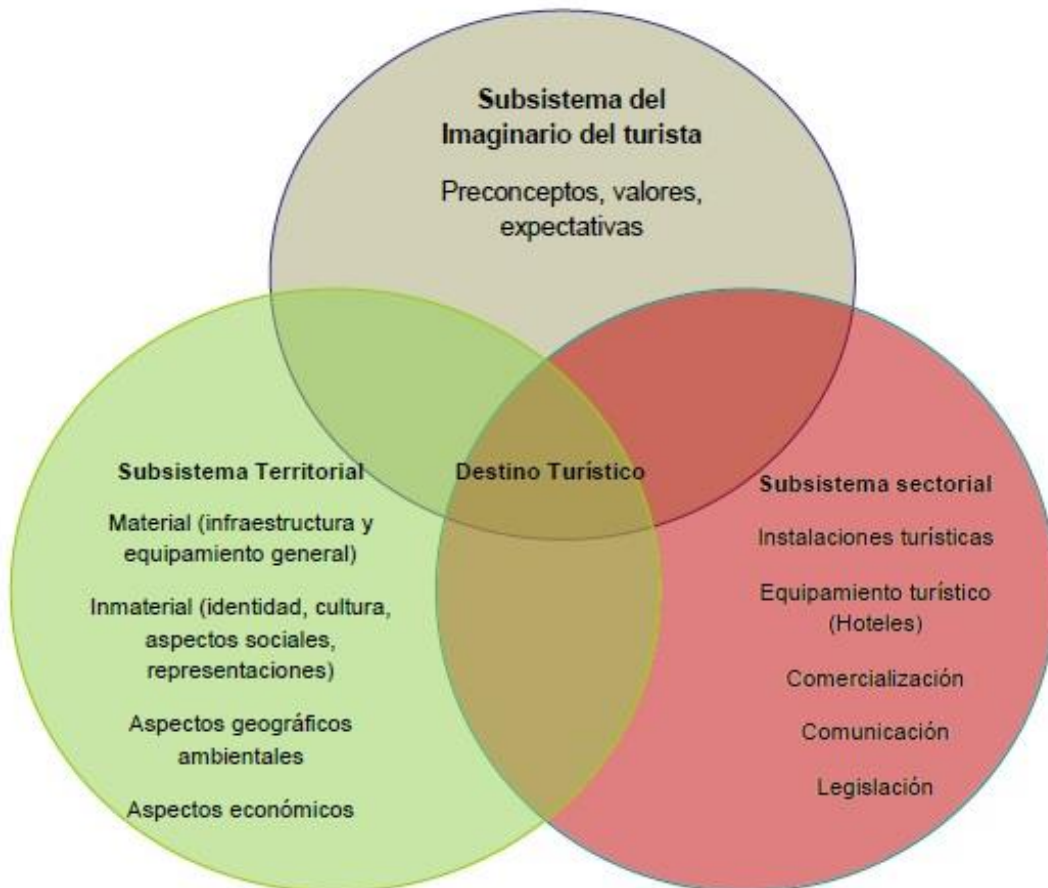 Subsistema del
Imaginario del turista
Preconceptos, valores,
expectativas
Subsistema Territorial
Material (infraestructura y
equipamiento general)
Inmaterial (identidad, cultura,
aspectos sociales,
representaciones)
Aspectos geográficos
ambientales
Aspectos económicos
Destino Turístico
Subsistema sectorial
Instalaciones turísticas
Equipamiento turístico
(Hoteles)
Comercialización
Comunicación
Legislación